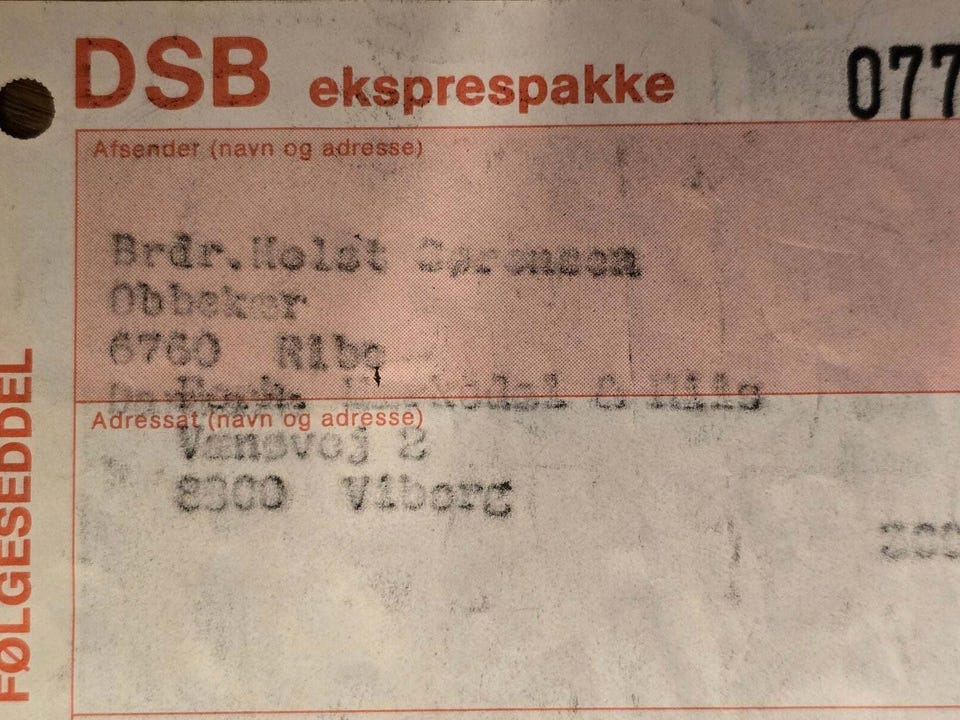 DSB eksprespakke 077
Afsender (navn og adresse)
Brdr.Holst Sørensen
Obbekær
6760 Ribe
& Nils
Adressat (navn og adresse)
2
8800 Viborg
FØLGESEDDEL